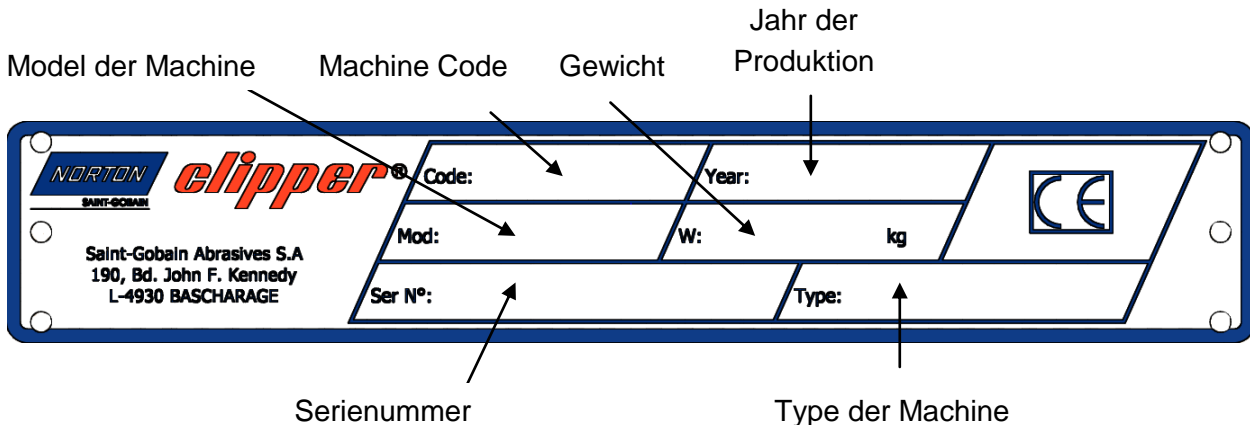 Jahr der
Produktion
Model der Machine
Machine Code
Gewicht
NORTON
SAINT-GOBAIN
clipper®
Saint-Gobain Abrasives S.A
190, Bd. John F. Kennedy
L-4930 BASCHARAGE
Code:
Year:
Mod:
W: kg
Ser N°:
Type:
CE
Serienummer
Type der Machine